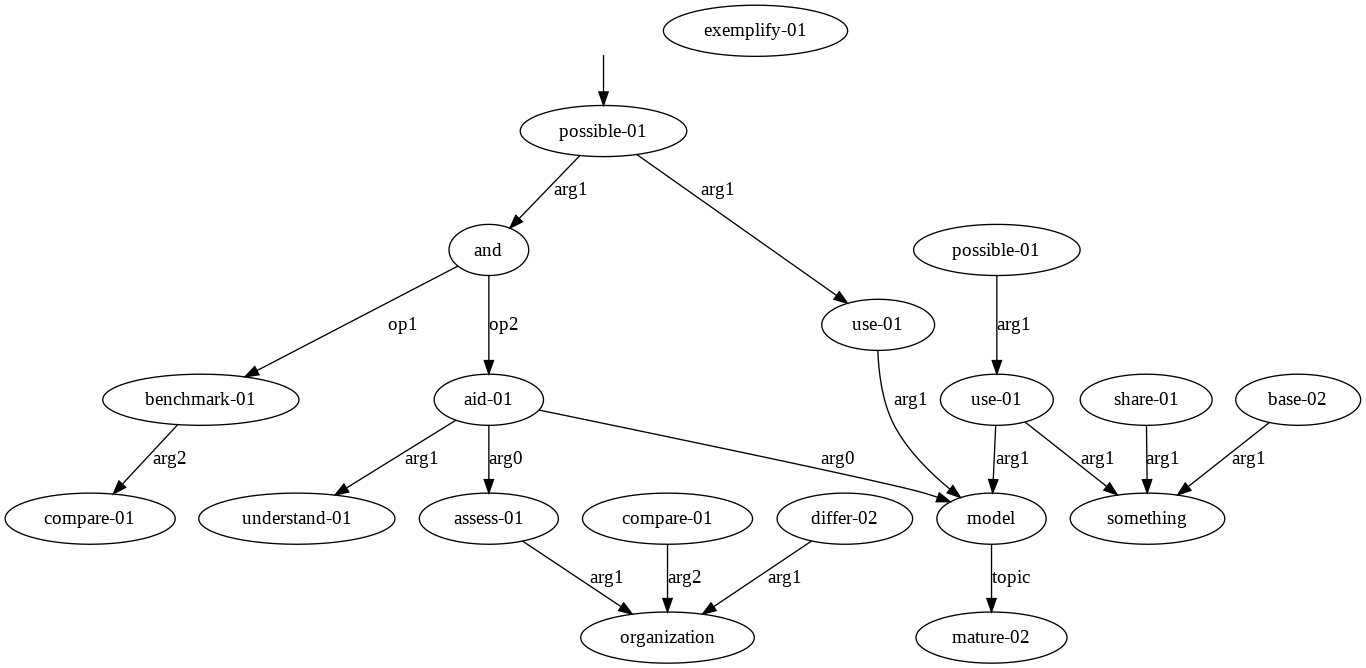 exemplify-01
possible-01
arg1 arg1
and possible-01
op1 op2 use-01 arg1
benchmark-01 aid-01 arg1 use-01 share-01 base-02
arg2 arg1 arg0 arg0 arg1 arg1 arg1 arg1
compare-01 understand-01 assess-01 compare-01 differ-02 model something
arg1 arg2 arg1 topic
organization mature-02